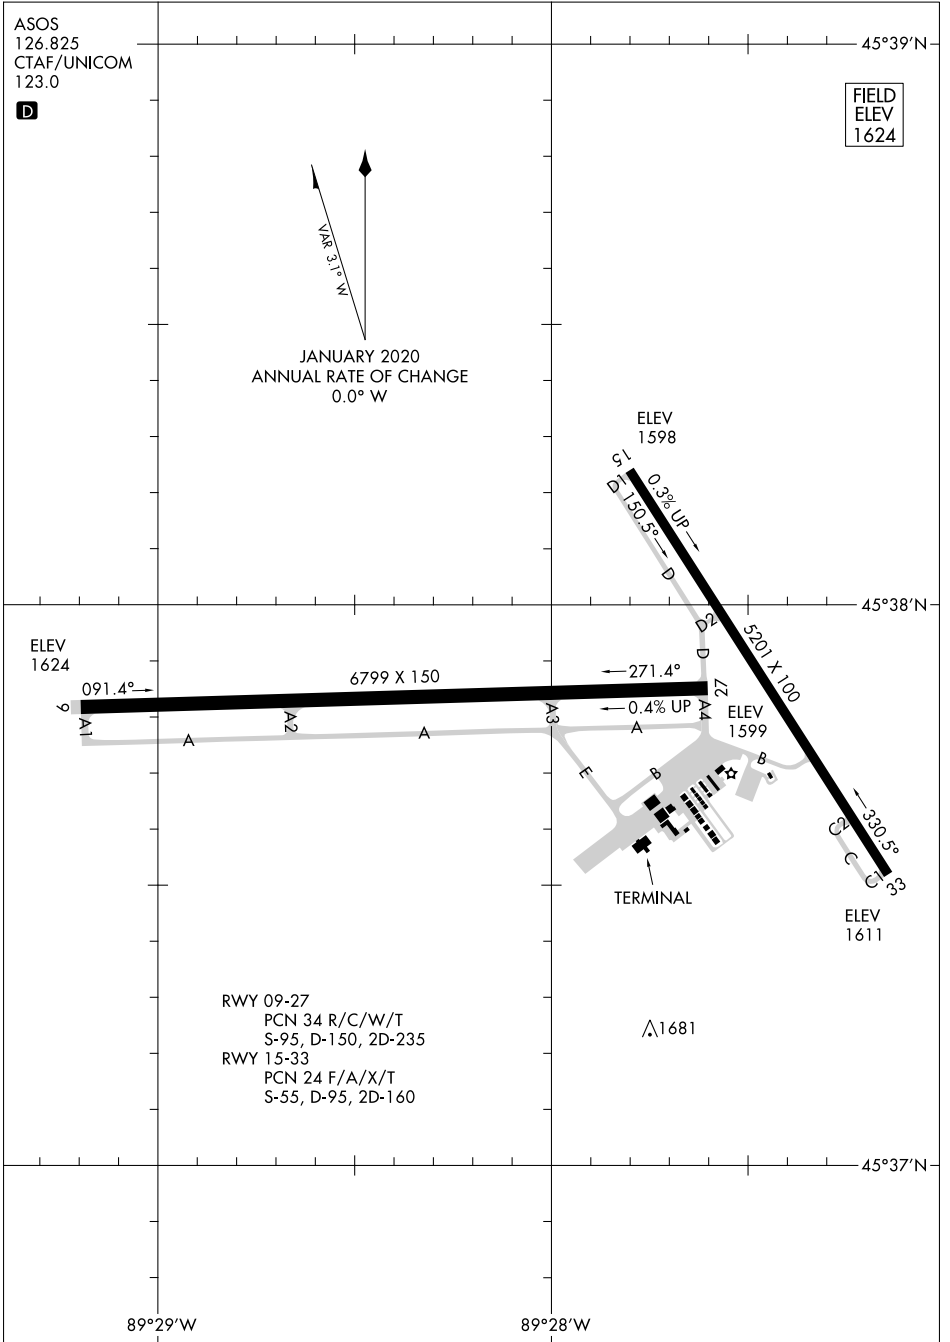 ASOS
126.825
CTAF/UNICOM
123.0
D
45°39'N
FIELD
ELEV
1624
VAR 3.1° W
JANUARY 2020
ANNUAL RATE OF CHANGE
0.0° W
ELEV
1598
15
D1
0.3% UP
150.5°
D
45°38'N
D2
D
5201 X 100
ELEV
1624
091.4°
6799 X 150
271.4°
27
9
0.4% UP
A1
A2
A3
A4
A
A
A
ELEV
1599
B
B
E
C2
330.5°
C
C1
33
TERMINAL
ELEV
1611
RWY 09-27
PCN 34 R/C/W/T
S-95, D-150, 2D-235
RWY 15-33
PCN 24 F/A/X/T
S-55, D-95, 2D-160
1681
45°37'N
89°29'W
89°28'W